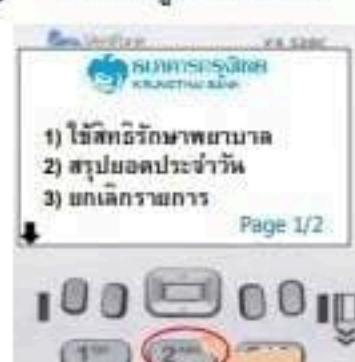 VeriFone
ธนาคารกรุงไทย
KRUNGTHAI BANK
1) ใช้สิทธิรักษาพยาบาล
2) สรุปยอดประจำวัน
3) ยกเลิกรายการ
Page 1/2
1
2